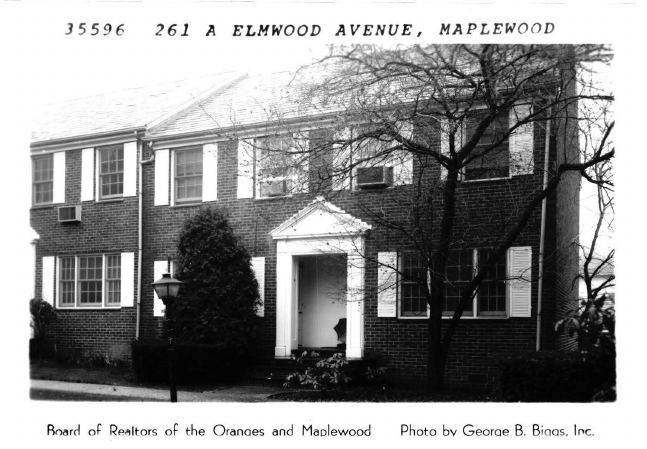 35596 261 A ELMWOOD AVENUE, MAPLEWOOD
Board of Realtors of the Oranges and Maplewood Photo by George B. Biggs, Inc.